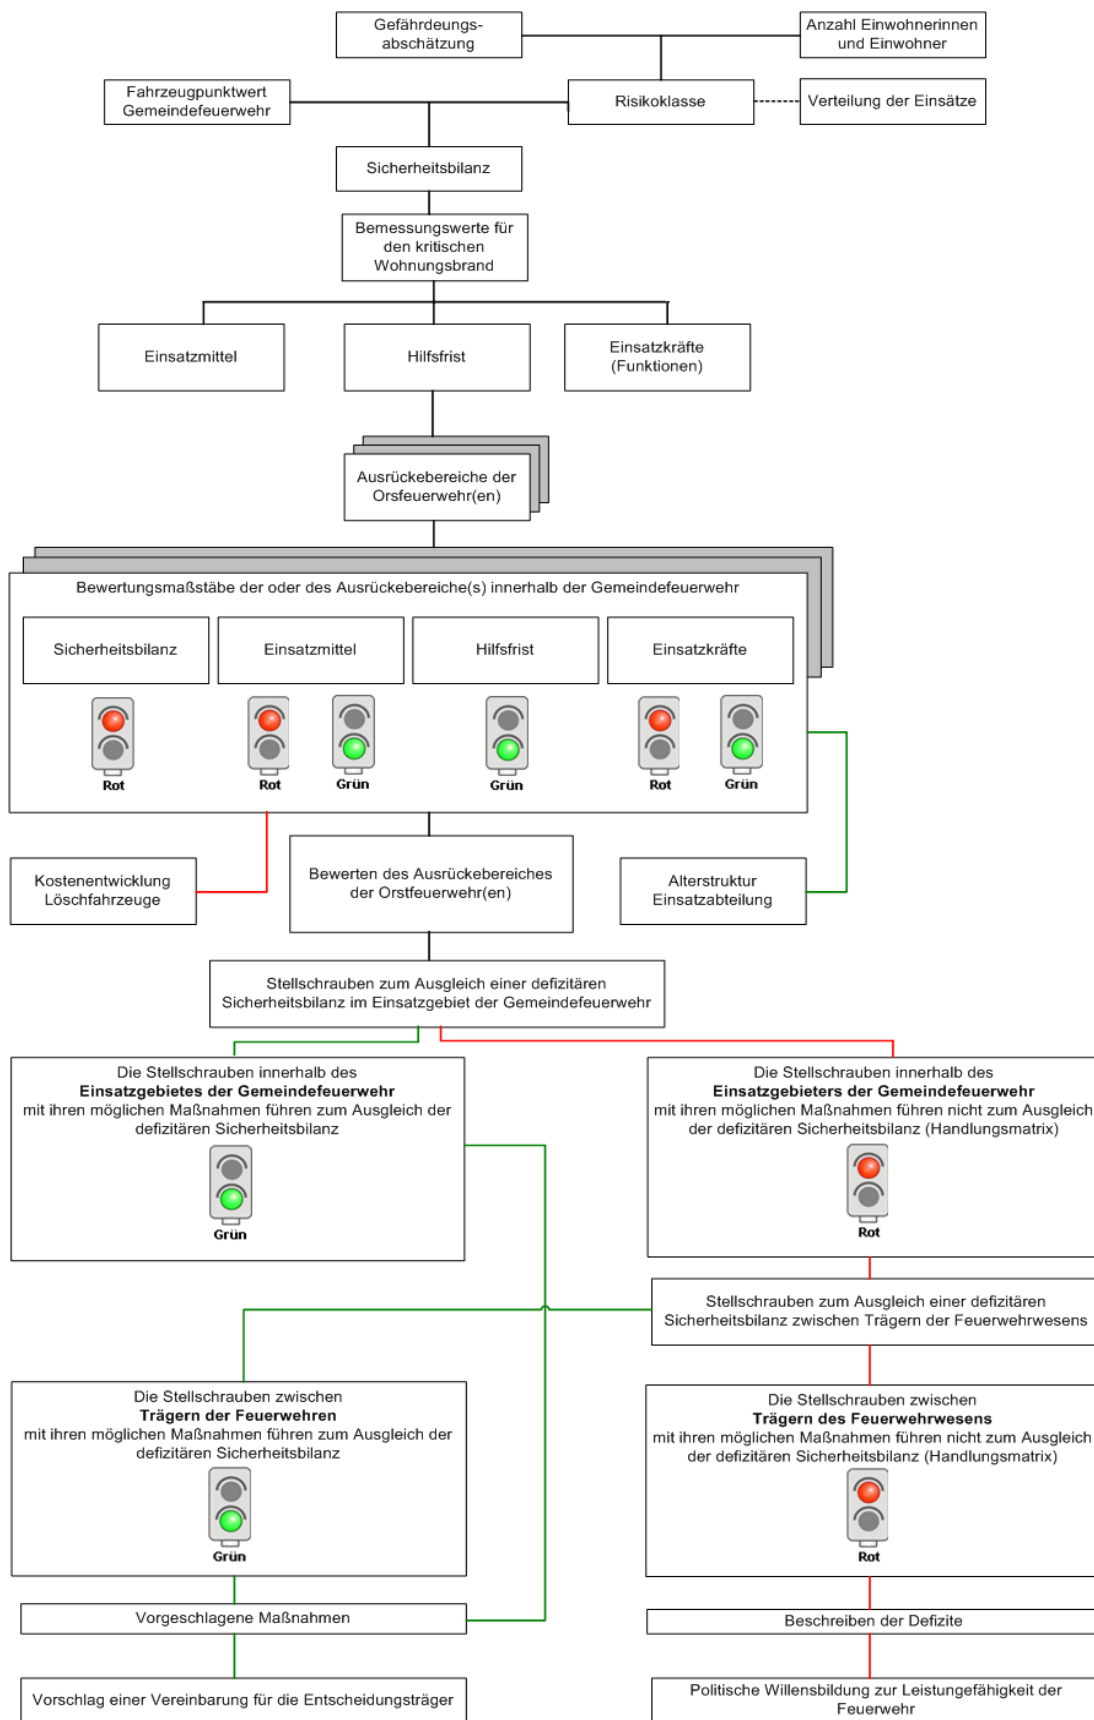 Gefährdeungs-
abschätzung
Anzahl Einwohnerinnen
und Einwohner
Fahrzeugpunktwert
Gemeindefeuerwehr
Risikoklasse
Verteilung der Einsätze
Sicherheitsbilanz
Bemessungswerte für
den kritischen
Wohnungsbrand
Einsatzmittel
Hilfsfrist
Einsatzkräfte
(Funktionen)
Ausrückebereiche der
Orsfeuerwehr(en)
Bewertungsmaßstäbe der oder des Ausrückebereiche(s) innerhalb der Gemeindefeuerwehr
Sicherheitsbilanz
Einsatzmittel
Hilfsfrist
Einsatzkräfte
Rot
Rot
Grün
Grün
Rot
Grün
Kostenentwicklung
Löschfahrzeuge
Bewerten des Ausrückebereiches
der Orstfeuerwehr(en)
Alterstruktur
Einsatzabteilung
Stellschrauben zum Ausgleich einer defizitären
Sicherheitsbilanz im Einsatzgebiet der Gemeindefeuerwehr
Die Stellschrauben innerhalb des
Einsatzgebietes der Gemeindefeuerwehr
mit ihren möglichen Maßnahmen führen zum Ausgleich der
defizitären Sicherheitsbilanz
Grün
Die Stellschrauben innerhalb des
Einsatzgebieters der Gemeindefeuerwehr
mit ihren möglichen Maßnahmen führen nicht zum Ausgleich
der defizitären Sicherheitsbilanz (Handlungsmatrix)
Rot
Stellschrauben zum Ausgleich einer defizitären
Sicherheitsbilanz zwischen Trägern der Feuerwehrwesens
Die Stellschrauben zwischen
Trägern der Feuerwehren
mit ihren möglichen Maßnahmen führen zum Ausgleich der
defizitären Sicherheitsbilanz
Grün
Die Stellschrauben zwischen
Trägern des Feuerwehrwesens
mit ihren möglichen Maßnahmen führen nicht zum Ausgleich
der defizitären Sicherheitsbilanz (Handlungsmatrix)
Rot
Vorgeschlagene Maßnahmen
Beschreiben der Defizite
Vorschlag einer Vereinbarung für die Entscheidungsträger
Politische Willensbildung zur Leistungefähigkeit der
Feuerwehr